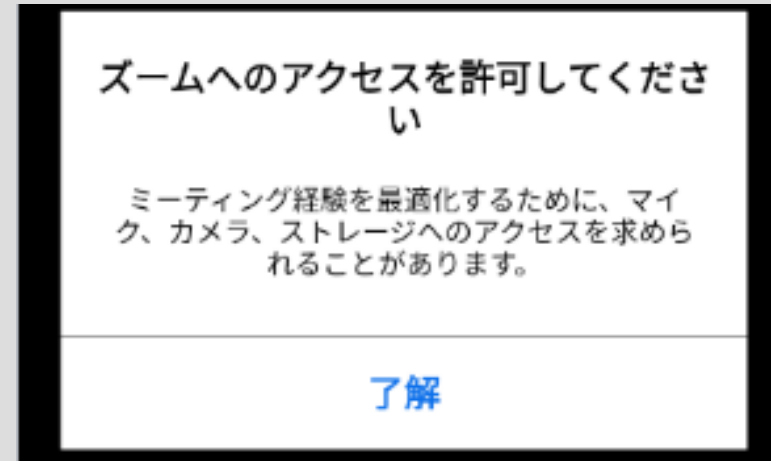 ズームへのアクセスを許可してくださ
い
ミーティング経験を最適化するために、マイ
ク、カメラ、ストレージへのアクセスを求めら
れることがあります。
了解